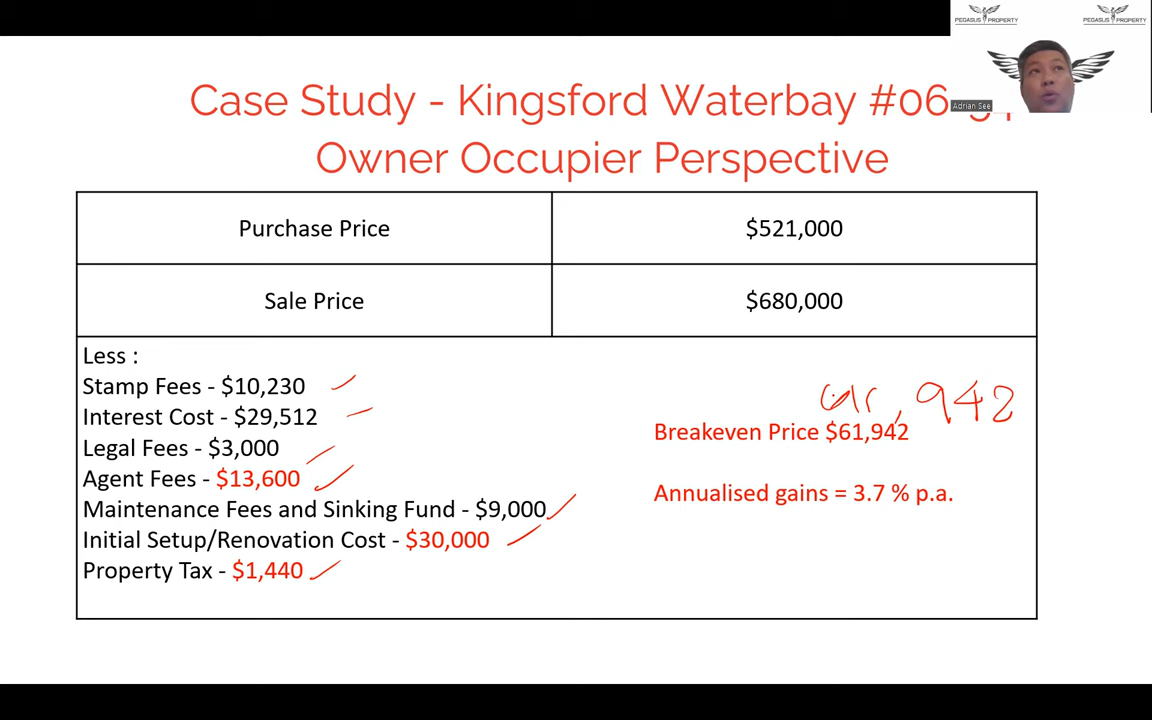 PEGASUS PROPERTY
PEGASUS PROPERTY
Adrian See
Case Study - Kingsford Waterbay #06
Owner Occupier Perspective
Purchase Price
$521,000
Sale Price
$680,000
Less :
Stamp Fees - $10,230
Interest Cost - $29,512
Legal Fees - $3,000
Agent Fees - $13,600
Maintenance Fees and Sinking Fund - $9,000
Initial Setup/Renovation Cost - $30,000
Property Tax - $1,440
,942
Breakeven Price $61,942
Annualised gains = 3.7 % p.a.